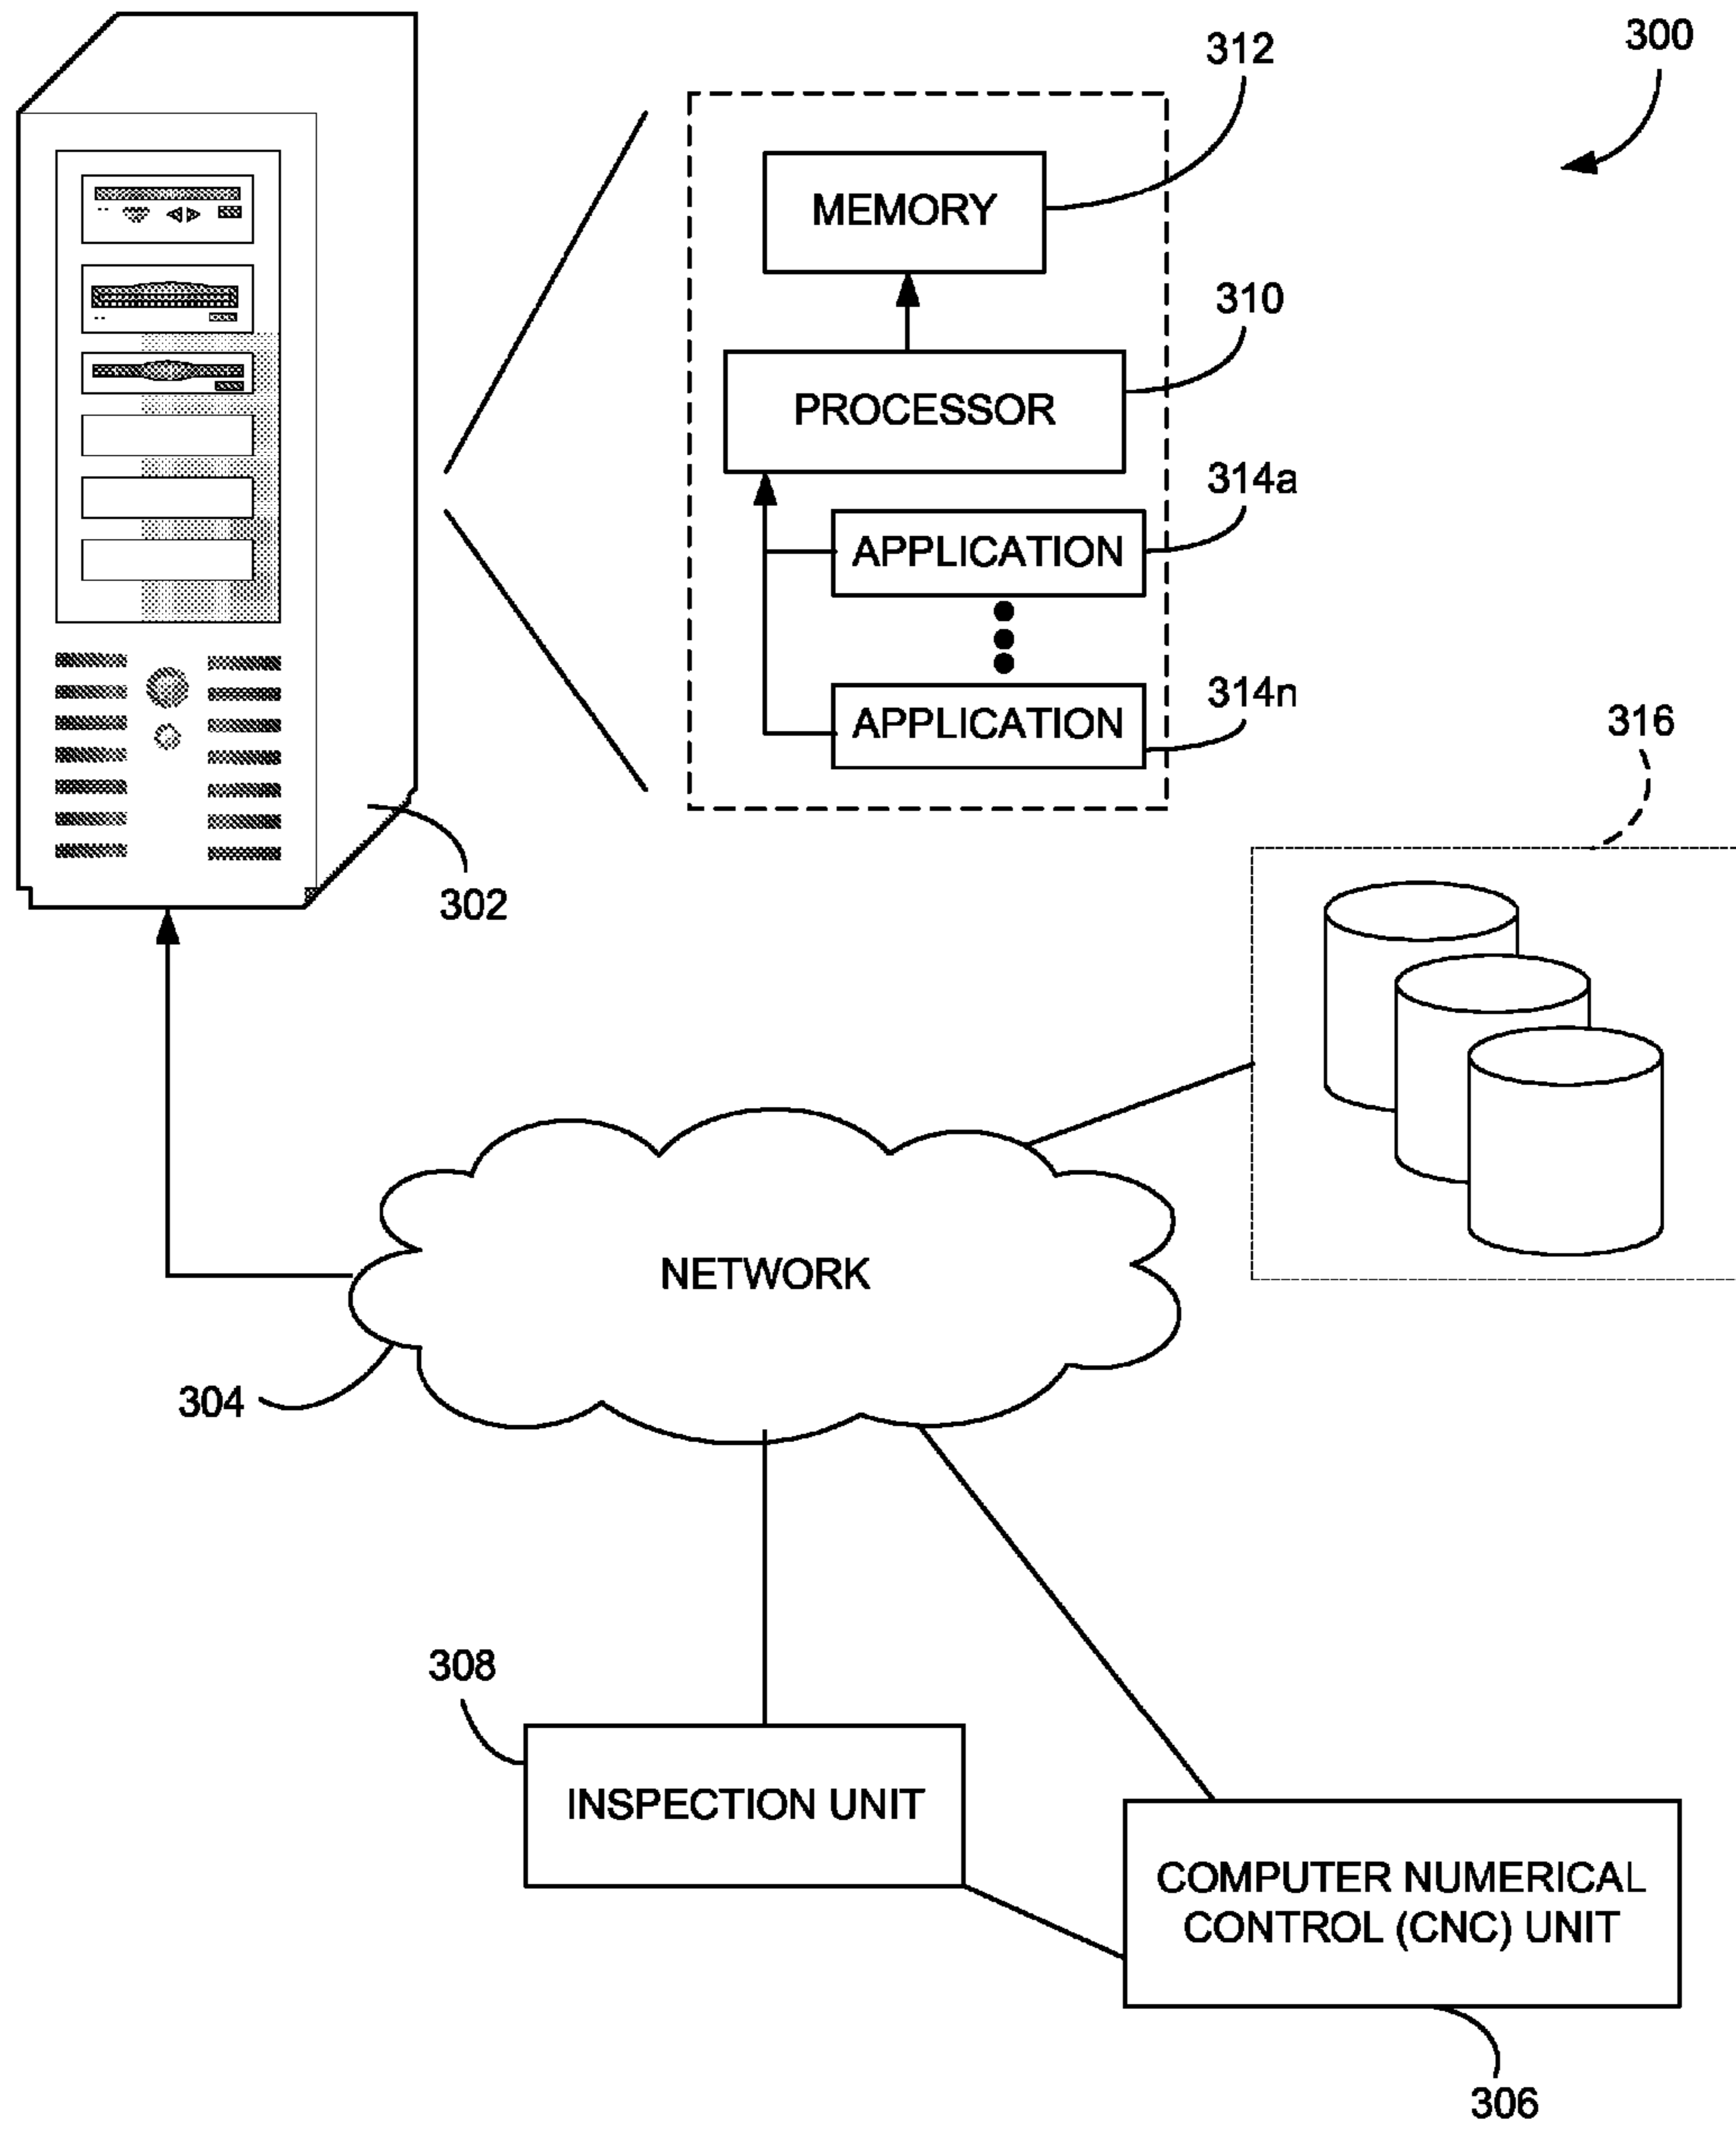 300
312
MEMORY
310
PROCESSOR
314a
APPLICATION
314n
APPLICATION
316
302
NETWORK
304
308
INSPECTION UNIT
COMPUTER NUMERICAL
CONTROL (CNC) UNIT
306